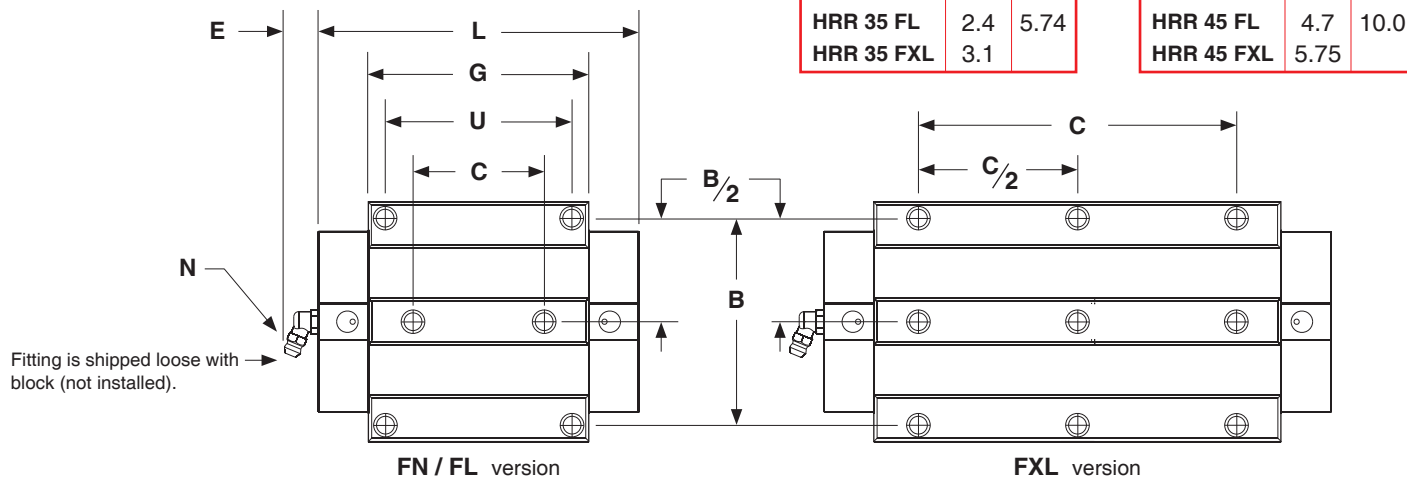 HRR 35 FL 2.4 5.74
HRR 35 FXL 3.1
HRR 45 FL 4.7 10.0
HRR 45 FXL 5.75
E
L
G
U
C
B/2
B
N
Fitting is shipped loose with
block (not installed).
FN / FL version
C
C/2
FXL version